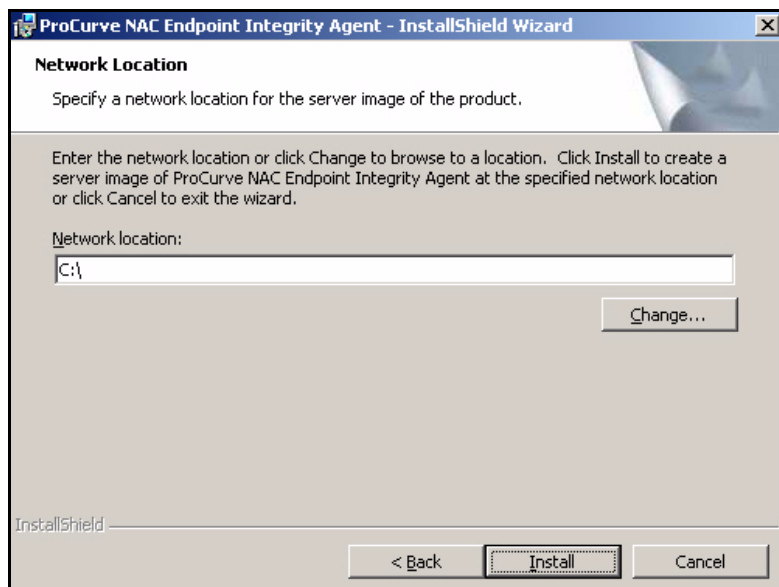 ProCurve NAC Endpoint Integrity Agent - InstallShield Wizard
Network Location
Specify a network location for the server image of the product.
Enter the network location or click Change to browse to a location. Click Install to create a
server image of ProCurve NAC Endpoint Integrity Agent at the specified network location
or click Cancel to exit the wizard.
Network location:
C:\
Change...
InstallShield
< Back Install Cancel